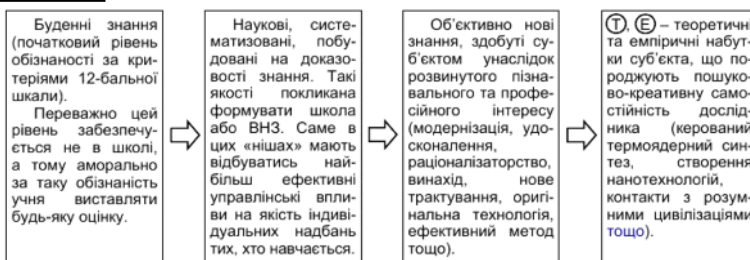 Буденні знання
(початковий рівень
обізнаності за кри-
теріями 12-бальної
шкали).
Переважно цей
рівень забезпечу-
ється не в школі,
а тому аморально
за таку обізнаність
учня виставляти
будь-яку оцінку.
Наукові, систе-
матизовані, побу-
довані на доказо-
вості знання. Такі
якості покликана
формувати школа
або ВНЗ. Саме в
цих «нішах» мають
відбуватись най-
більш ефективні
управлінські впли-
ви на якість індиві-
дуальних надбань
тих, хто навчається.
Об’єктивно нові
знання, здобуті су-
б’єктом унаслідок
розвинутого пізна-
вального та профе-
сійного інтересу
(модернізація, удо-
сконалення,
раціоналізаторство,
винахід, нове
трактування, оригі-
нальна технологія,
ефективний метод
тощо).
Ⓣ, Ⓔ – теоретичні
та емпіричні набут-
ки суб’єкта, що по-
роджують пошуко-
во-креативну само-
стійність дослід-
ника (керований
термоядерний син-
тез, створення
нанотехнологій,
контакти з розум-
ними цивілізаціями
тощо).